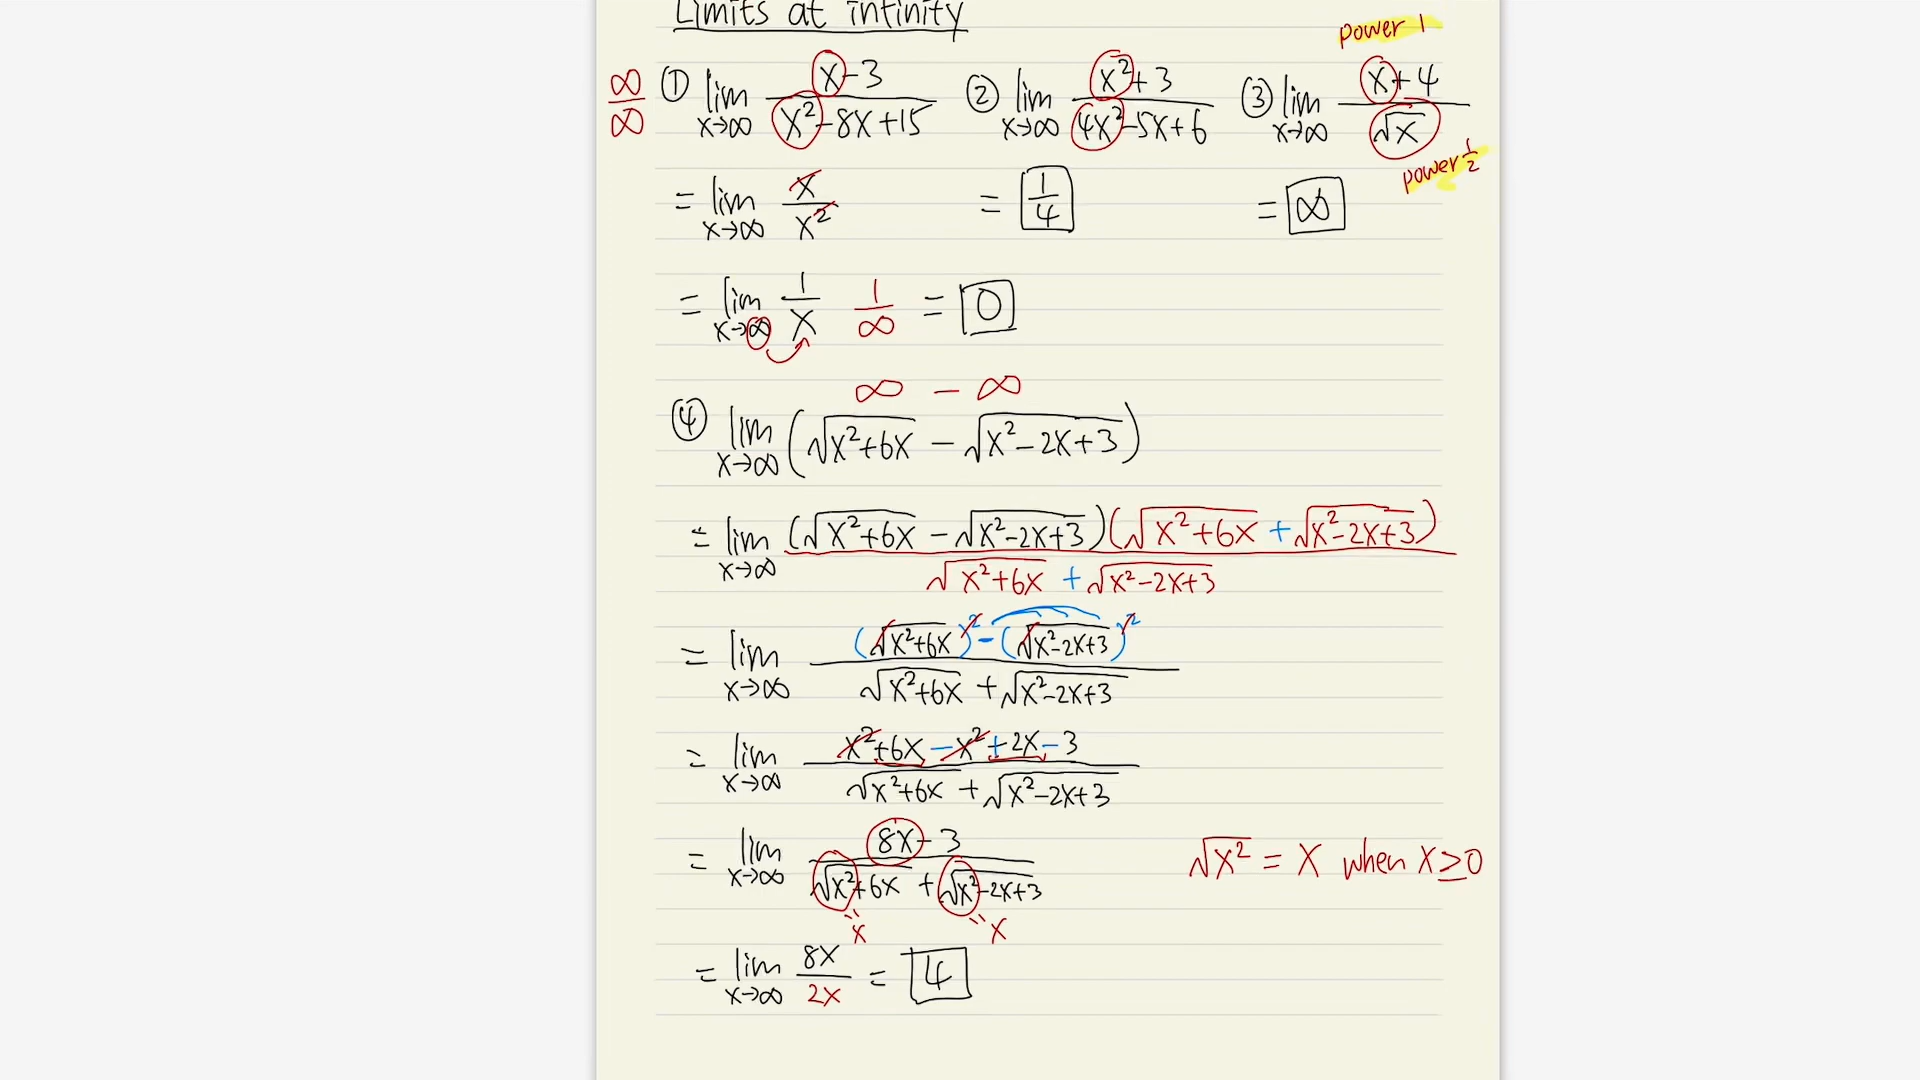 Limits at infinity
power 1
∞/∞ ① lim x→∞ (x-3)/(x²-8x+15) ② lim x→∞ (x²+3)/(4x²-5x+6) ③ lim x→∞ (x+4)/√x
power ½
= lim x→∞ x/x² = 1/4 = ∞
= lim x→∞ 1/x 1/∞ = 0
∞ - ∞
④ lim x→∞ (√(x²+6x) - √(x²-2x+3))
= lim x→∞ (√(x²+6x) - √(x²-2x+3))(√(x²+6x) + √(x²-2x+3)) / (√(x²+6x) + √(x²-2x+3))
= lim x→∞ ((√(x²+6x))² - (√(x²-2x+3))²) / (√(x²+6x) + √(x²-2x+3))
= lim x→∞ (x²+6x-x²+2x-3) / (√(x²+6x) + √(x²-2x+3))
= lim x→∞ (8x-3) / (√(x²+6x) + √(x²-2x+3)) √x² = x when x≥0
" x " x
= lim x→∞ 8x/2x = 4